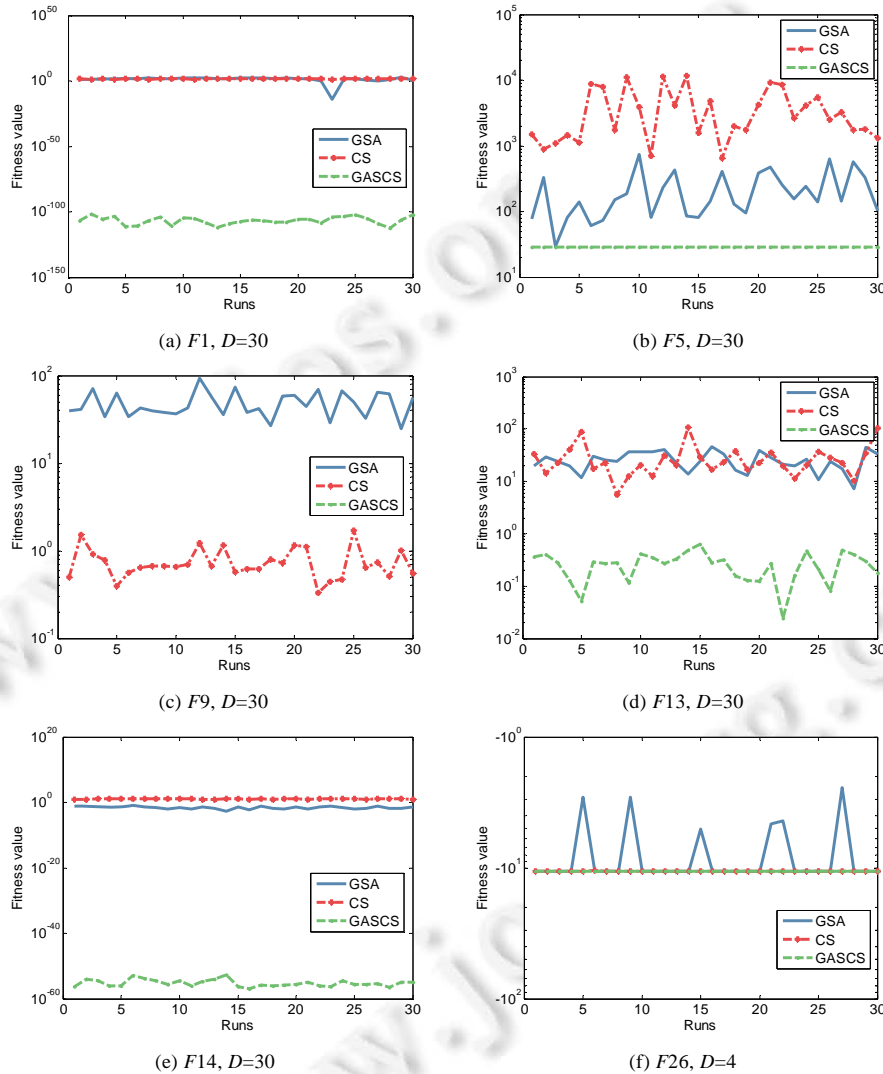 10^50
10^0
10^-50
10^-100
10^-150
Fitness value
GSA
CS
GASCS
0 5 10 15 20 25 30
Runs
(a) F1, D=30
10^5
10^4
10^3
10^2
10^1
Fitness value
GSA
CS
GASCS
0 5 10 15 20 25 30
Runs
(b) F5, D=30
10^2
10^1
10^0
10^-1
Fitness value
GSA
CS
GASCS
0 5 10 15 20 25 30
Runs
(c) F9, D=30
10^3
10^2
10^1
10^0
10^-1
10^-2
Fitness value
GSA
CS
GASCS
0 5 10 15 20 25 30
Runs
(d) F13, D=30
10^20
10^0
10^-20
10^-40
10^-60
Fitness value
GSA
CS
GASCS
0 5 10 15 20 25 30
Runs
(e) F14, D=30
-10^0
-10^1
-10^2
Fitness value
GSA
CS
GASCS
0 5 10 15 20 25 30
Runs
(f) F26, D=4